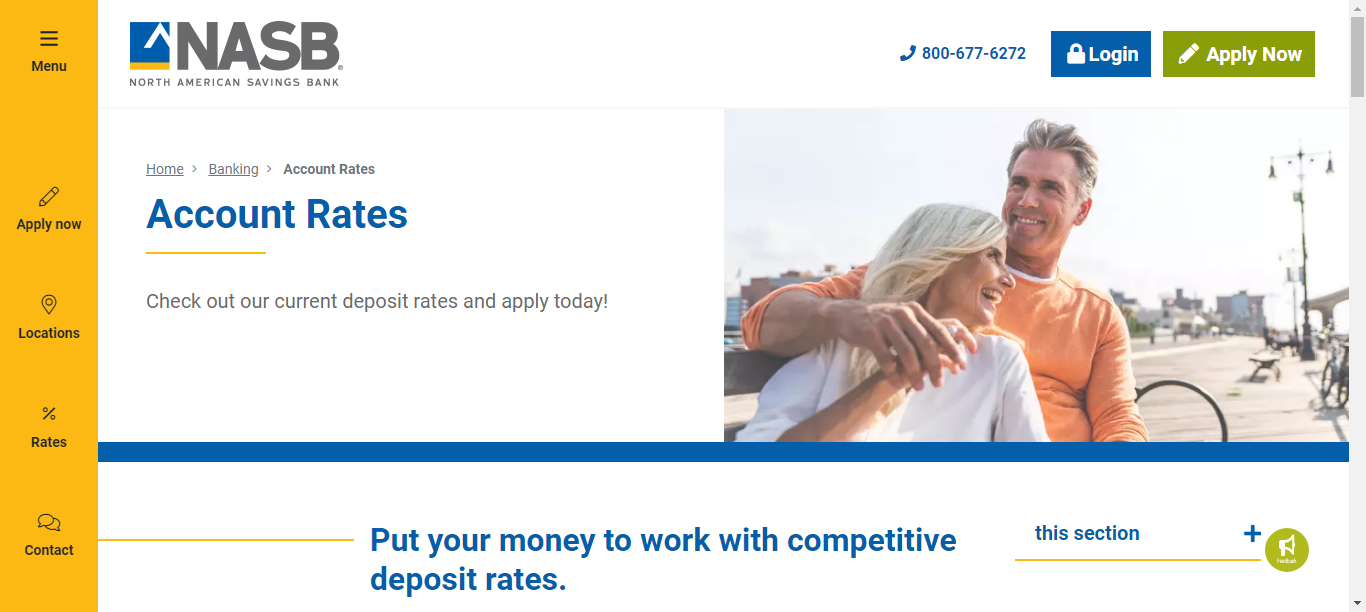 Menu
Apply now
Locations
Rates
Contact
NASB®
NORTH AMERICAN SAVINGS BANK
800-677-6272
Login
Apply Now
Home > Banking > Account Rates
Account Rates
Check out our current deposit rates and apply today!
Put your money to work with competitive
deposit rates.
this section
Feedback